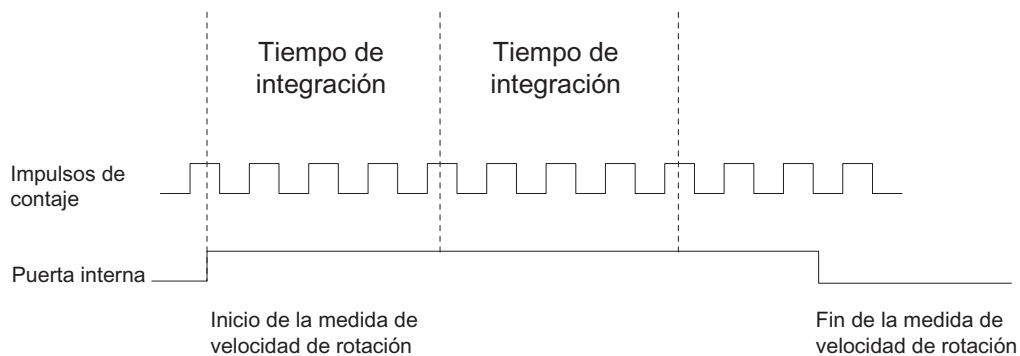 Tiempo de
integración
Tiempo de
integración
Impulsos de
contaje
Puerta interna
Inicio de la medida de
velocidad de rotación
Fin de la medida de
velocidad de rotación